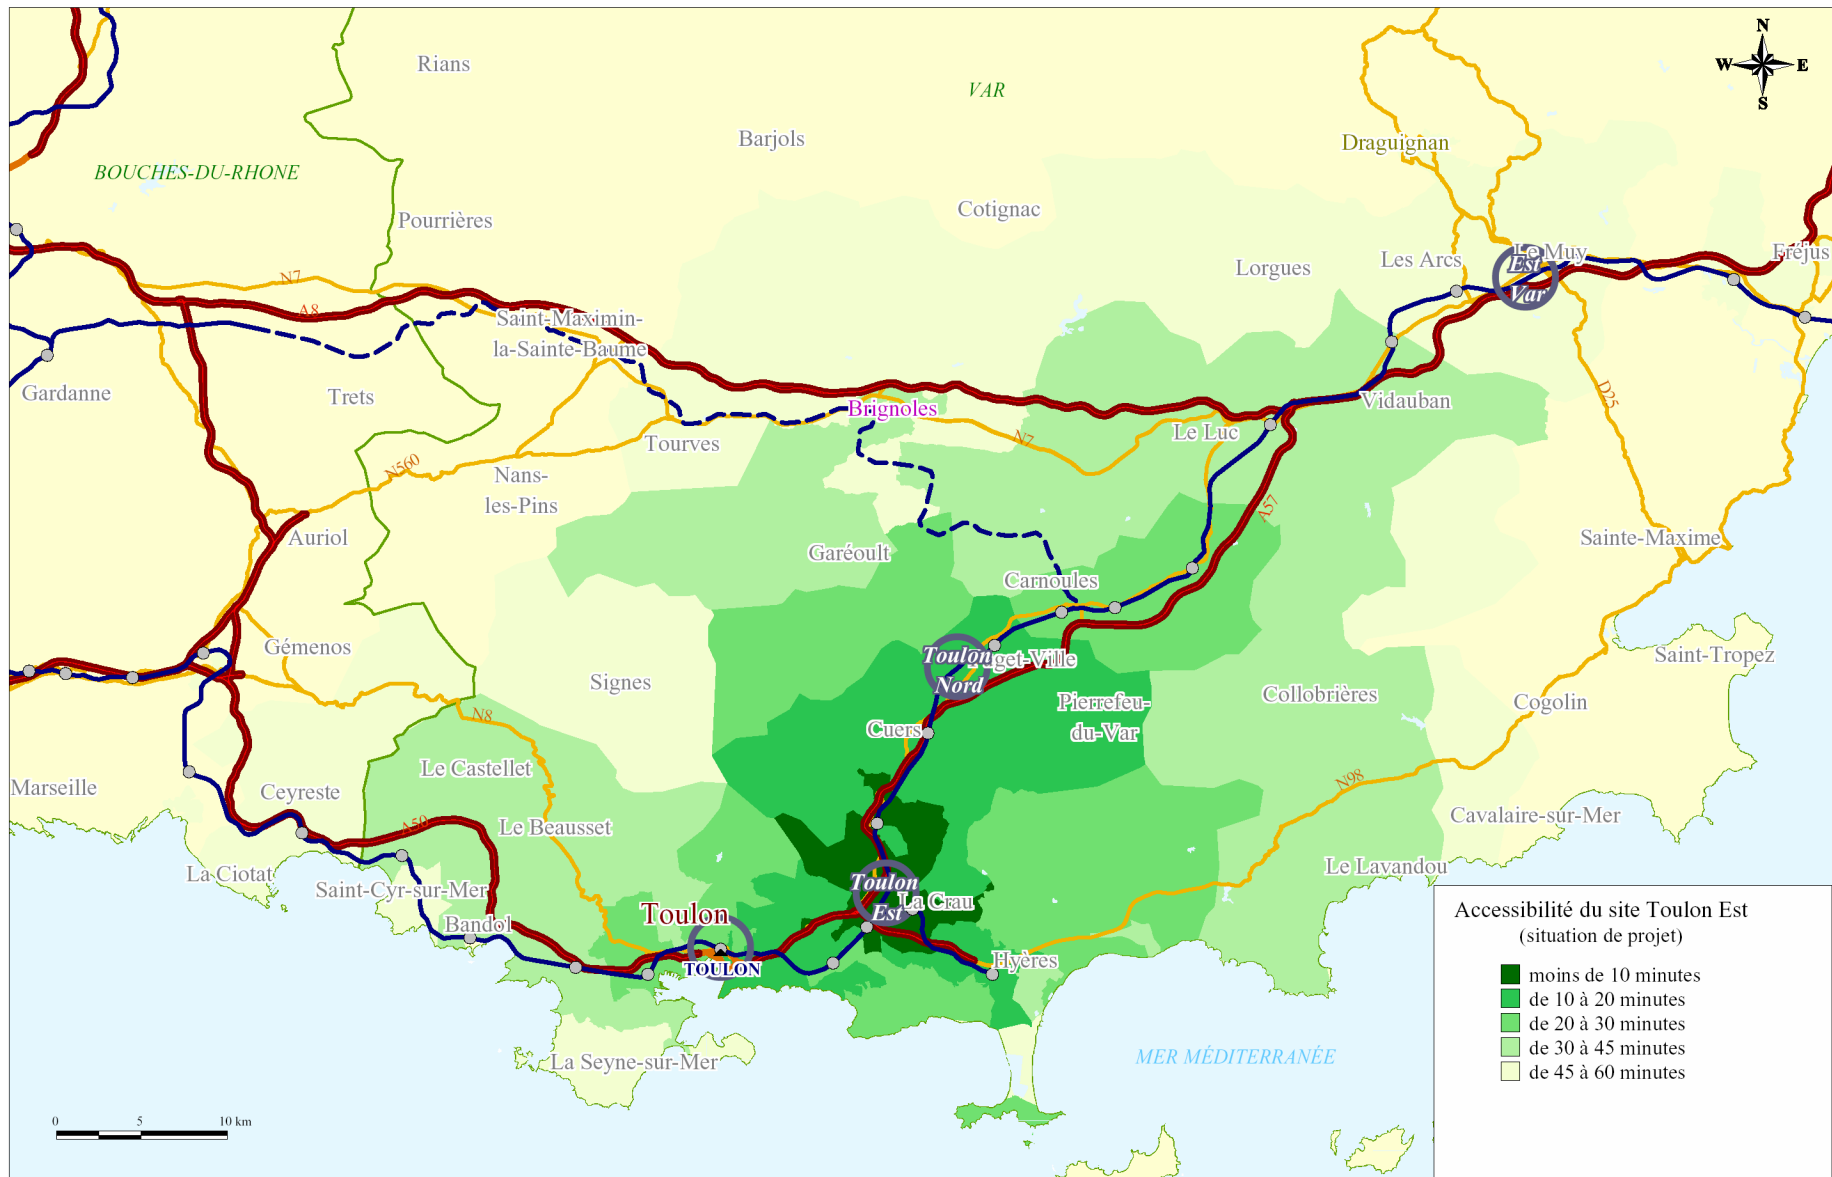 N
W
E
S
Rians
VAR
Barjols
Draguignan
BOUCHES-DU-RHONE
Pourrières
Cotignac
Lorgues
Les Arcs
Le Muy
Est
Var
Fréjus
N7
A8
Saint-Maximin-
la-Sainte-Baume
Gardanne
Trets
Brignoles
Vidauban
D25
Tourves
N7
Le Luc
N560
Nans-
les-Pins
A57
Auriol
Garéoult
Sainte-Maxime
Carnoules
Gémenos
Toulon
Nord
Puget-Ville
Saint-Tropez
Signes
Collobrières
Pierrefeu-
du-Var
Cogolin
N8
Cuers
Le Castellet
N98
Marseille
Ceyreste
A50
Le Beausset
Cavalaire-sur-Mer
La Ciotat
Saint-Cyr-sur-Mer
Le Lavandou
Toulon
Est
La Crau
Toulon
Bandol
TOULON
Hyères
La Seyne-sur-Mer
MER MÉDITERRANÉE
Accessibilité du site Toulon Est
(situation de projet)
moins de 10 minutes
de 10 à 20 minutes
de 20 à 30 minutes
de 30 à 45 minutes
de 45 à 60 minutes
0 5 10 km